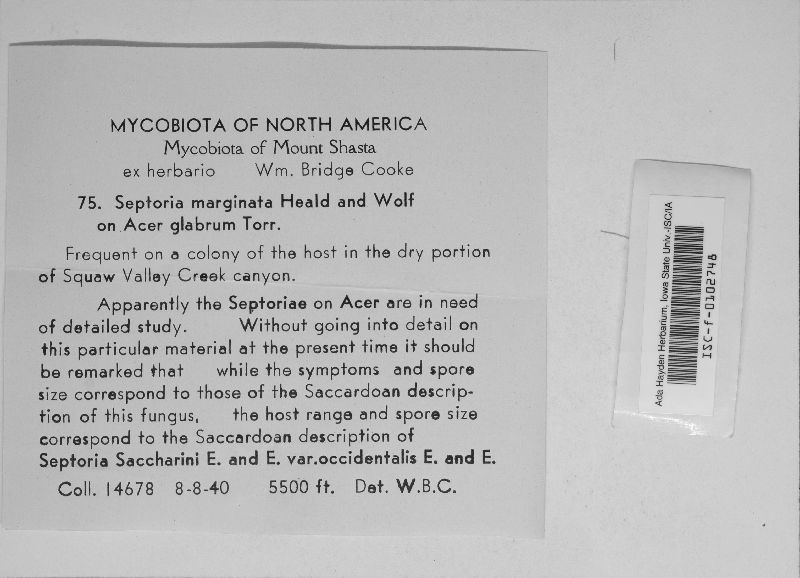 MYCOBIOTA OF NORTH AMERICA
Mycobiota of Mount Shasta
ex herbario Wm. Bridge Cooke
75. Septoria marginata Heald and Wolf
on Acer glabrum Torr.
Frequent on a colony of the host in the dry portion
of Squaw Valley Creek canyon.
Apparently the Septoriae on Acer are in need
of detailed study. Without going into detail on
this particular material at the present time it should
be remarked that while the symptoms and spore
size correspond to those of the Saccardoan descrip-
tion of this fungus, the host range and spore size
correspond to the Saccardoan description of
Septoria Saccharini E. and E. var.occidentalis E. and E.
Coll. 14678 8-8-40 5500 ft. Det. W.B.C.
Ada Hayden Herbarium, Iowa State Univ.-ISC/IA
ISC-f-0102748